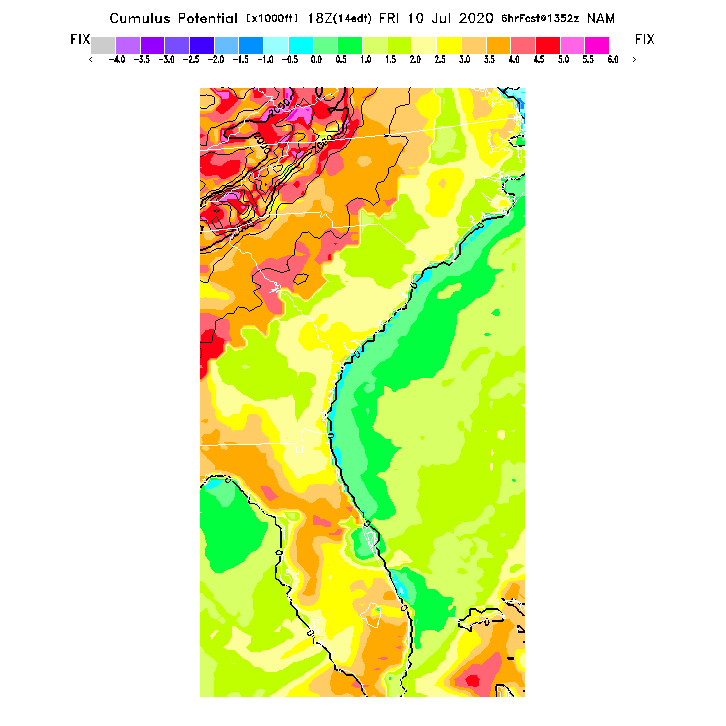 Cumulus Potential [x1000ft] 18Z(14edt) FRI 10 Jul 2020 6hrFcst@1352z NAM
FIX FIX
< -4.0 -3.5 -3.0 -2.5 -2.0 -1.5 -1.0 -0.5 0.0 0.5 1.0 1.5 2.0 2.5 3.0 3.5 4.0 4.5 5.0 5.5 6.0 >